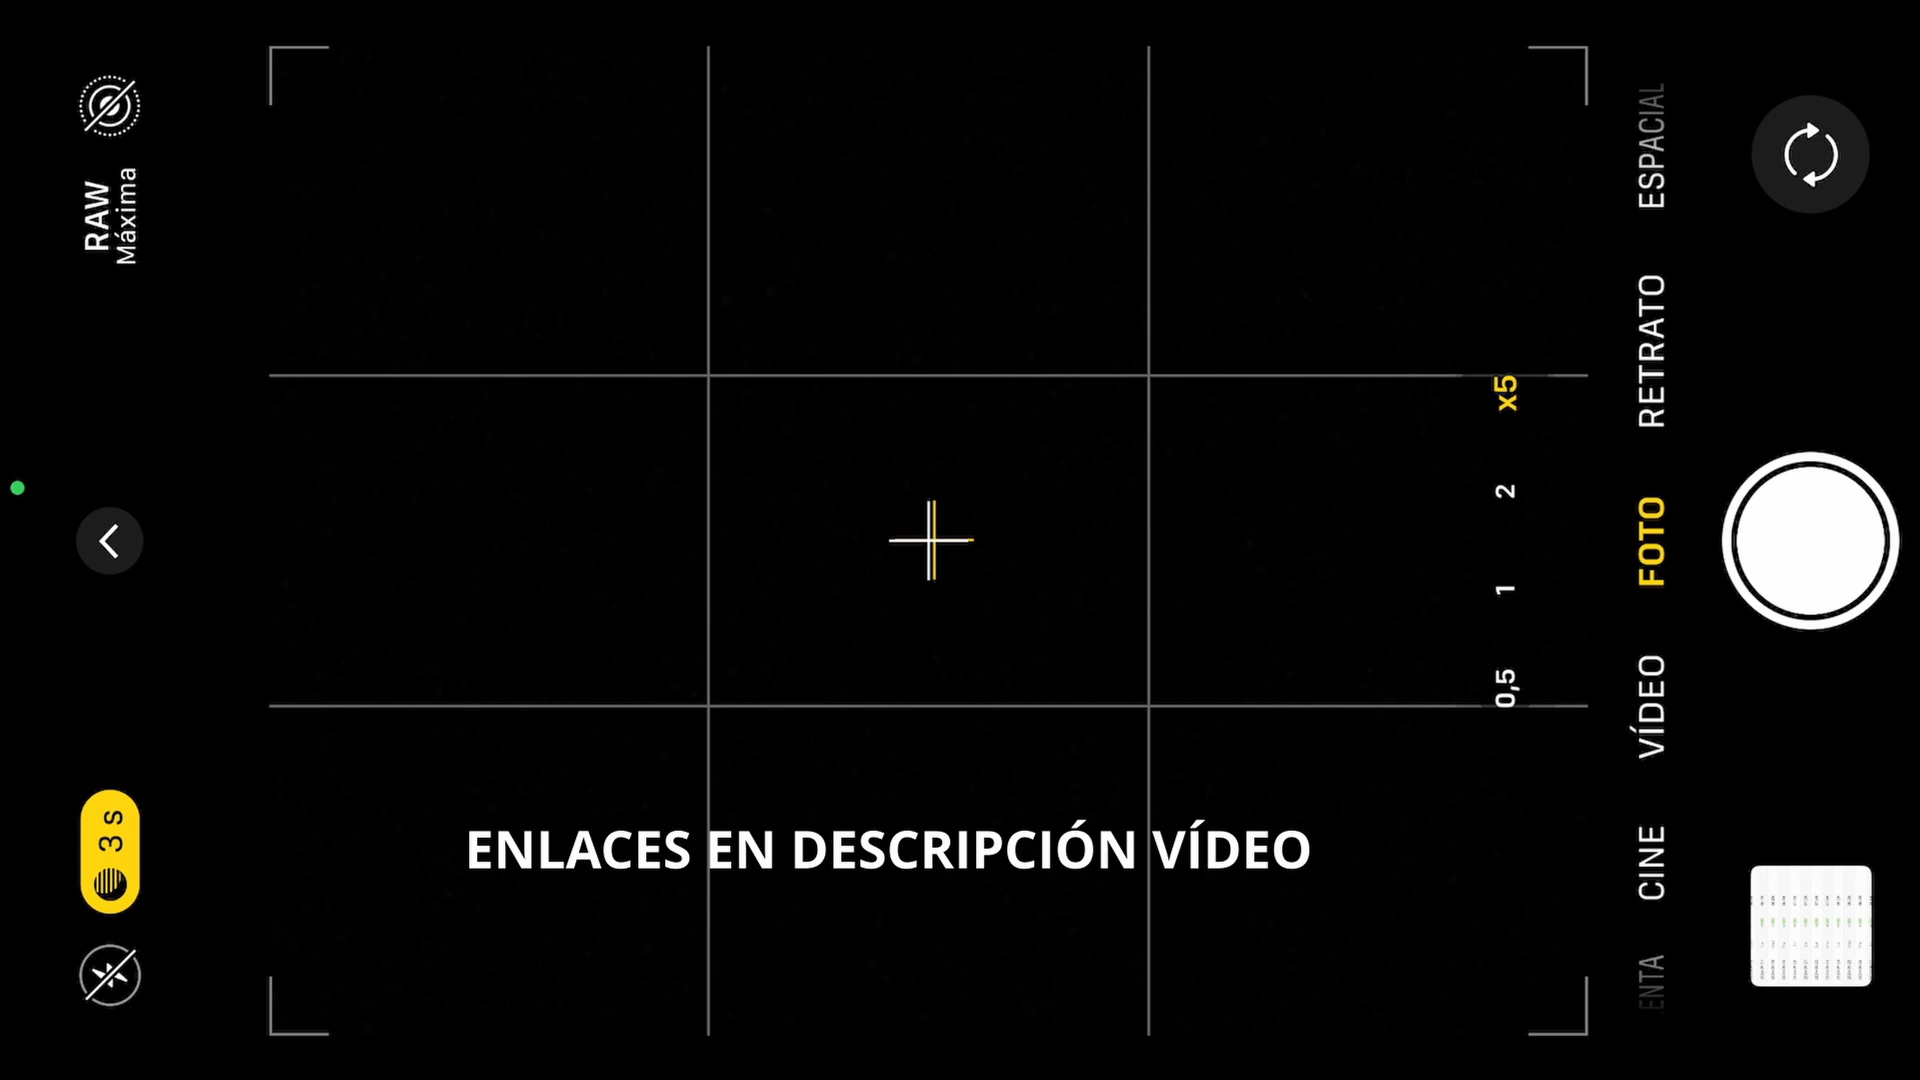 RAW
Máxima
3 s
ENLACES EN DESCRIPCIÓN VÍDEO
x5
2
1
0,5
ESPACIAL
RETRATO
FOTO
VÍDEO
CINE
ENTA